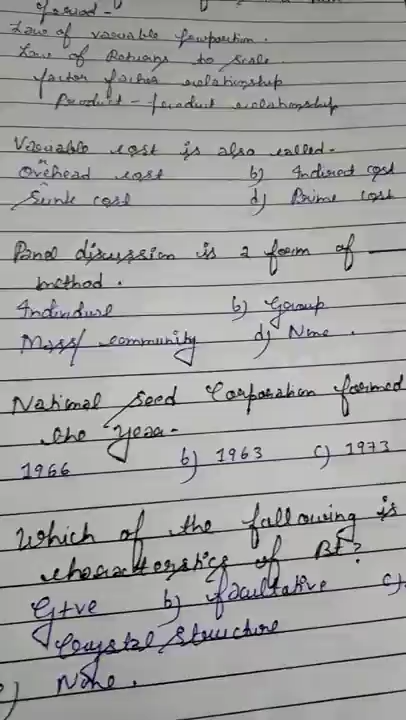 Period -
Law of variable proportion.
Law of Returns to Scale
factor factor relationship
Product - product relationship
Variable cost is also called -
Overhead cost b) Indirect cost
Sunk cost d) Prime cost
Panel discussion is a form of —
method.
b) Group
Mass/ community d) None.
National Seed Corporation formed
the year -
1966 b) 1963 c) 1973
Which of the following is
characterstics of Bt?
G+ve b) facultative c)
Crystal Structure
) None.